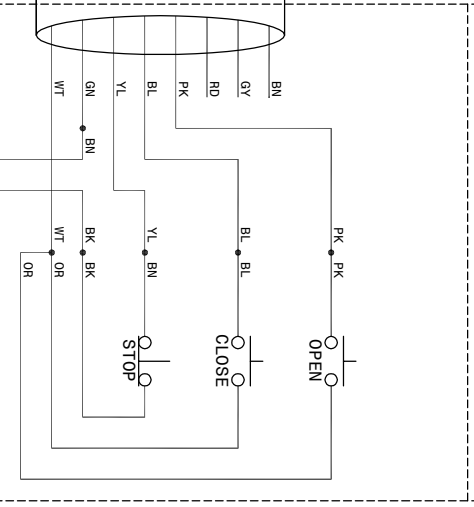 WT
GN
YL
BL
PK
RD
GY
BN
BN
WT
BK
YL
BL
PK
OR
OR
BK
BN
BL
PK
STOP
CLOSE
OPEN